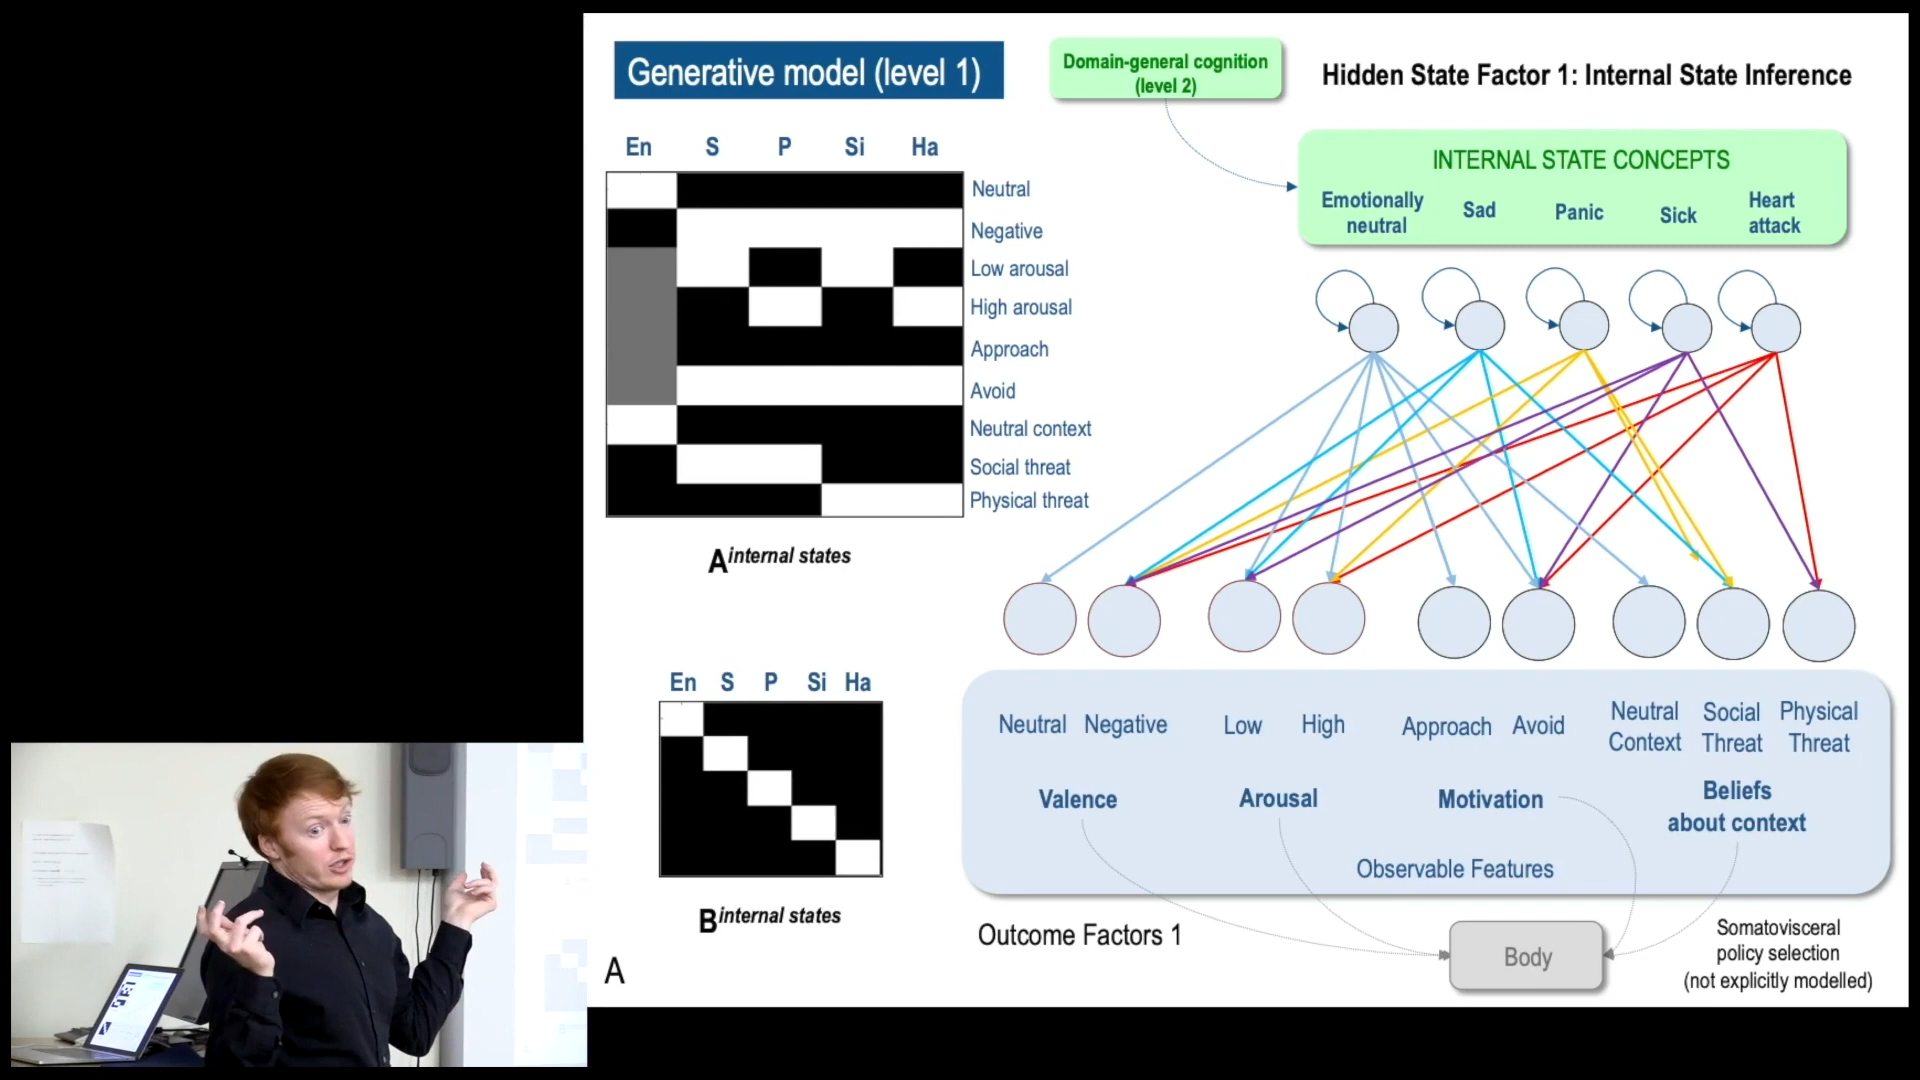 Generative model (level 1)
Domain-general cognition
(level 2)
Hidden State Factor 1: Internal State Inference
En S P Si Ha
Neutral
Negative
Low arousal
High arousal
Approach
Avoid
Neutral context
Social threat
Physical threat
A internal states
INTERNAL STATE CONCEPTS
Emotionally
neutral
Sad
Panic
Sick
Heart
attack
En S P Si Ha
B internal states
A
Neutral Negative
Low High
Approach Avoid
Neutral
Context
Social
Threat
Physical
Threat
Valence
Arousal
Motivation
Beliefs
about context
Observable Features
Outcome Factors 1
Body
Somatovisceral
policy selection
(not explicitly modelled)